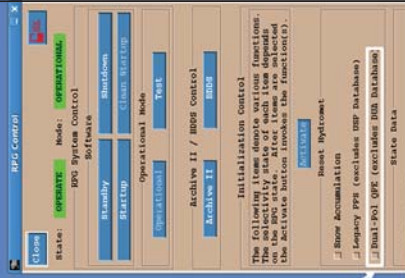 RPG Control
Close
State: OPERATE Mode: OPERATIONAL
RPG System Control
Software
Standby Shutdown
Startup Clean Startup
Operational Mode
Operational Test
Archive II / BDDS Control
Archive II BDDS
Initialization Control
The following items denote various functions.
The selectivity state of each item depends
on the RPG state. After items are selected
the Activate button invokes the function(s).
Activate
Reset Hydromet
Snow Accumulation
Legacy PPS (excludes USP Database)
Dual-Pol QPE (excludes DUA Database)
State Data